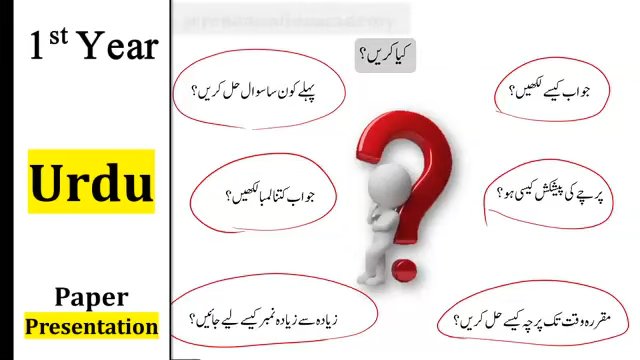 1st Year
Urdu
Paper
Presentation
کیا کریں؟
جواب کیسے لکھیں؟
پہلے کون سا سوال حل کریں؟
پرچے کی پیشکش کیسی ہو؟
جواب کتنا لمبا لکھیں؟
مقررہ وقت تک پرچہ کیسے حل کریں؟
زیادہ سے زیادہ نمبر کیسے لیے جائیں؟